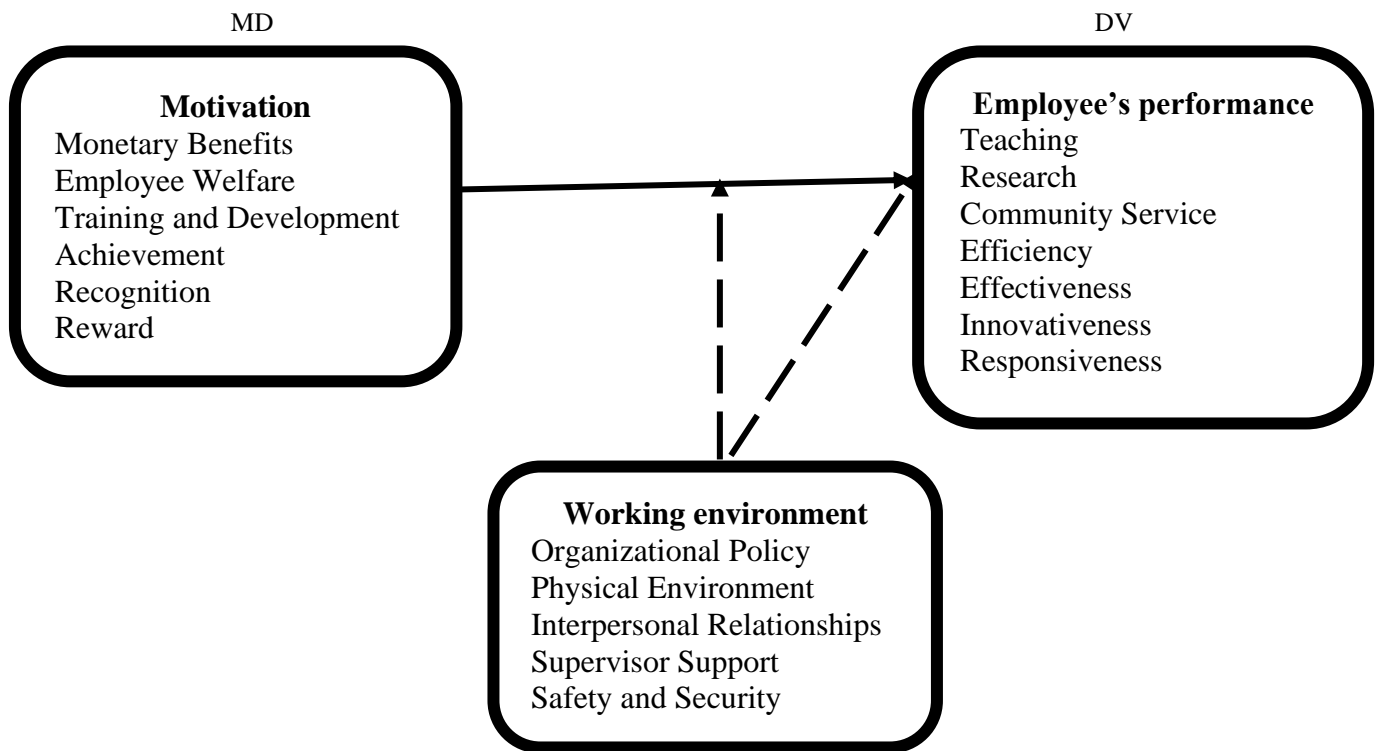 MD
DV
Motivation
Monetary Benefits
Employee Welfare
Training and Development
Achievement
Recognition
Reward
Employee’s performance
Teaching
Research
Community Service
Efficiency
Effectiveness
Innovativeness
Responsiveness
Working environment
Organizational Policy
Physical Environment
Interpersonal Relationships
Supervisor Support
Safety and Security